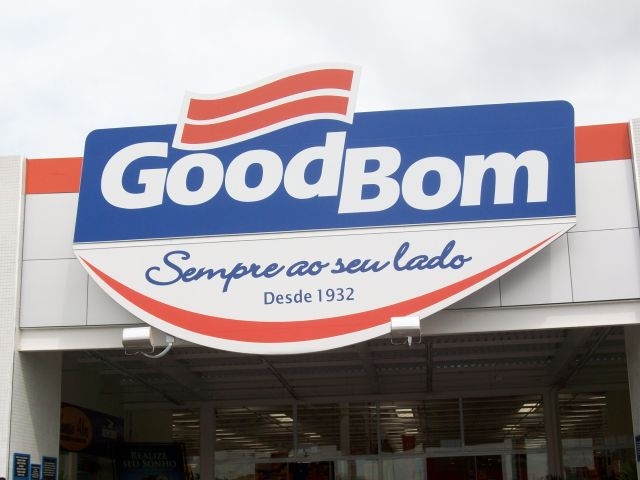 GOODBOM
Sempre ao seu lado
Desde 1932
REALIZE
SEU SONHO